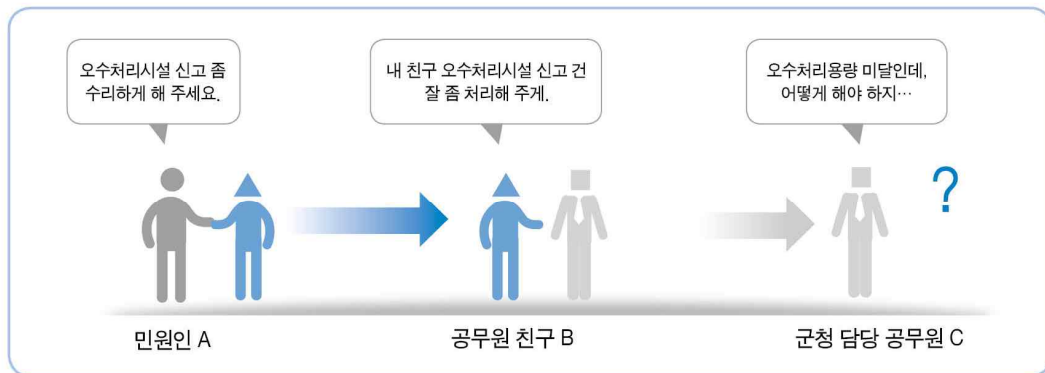 오수처리시설 신고 좀
수리하게 해 주세요.
내 친구 오수처리시설 신고 건
잘 좀 처리해 주게.
오수처리용량 미달인데,
어떻게 해야 하지…
?
민원인 A
공무원 친구 B
군청 담당 공무원 C